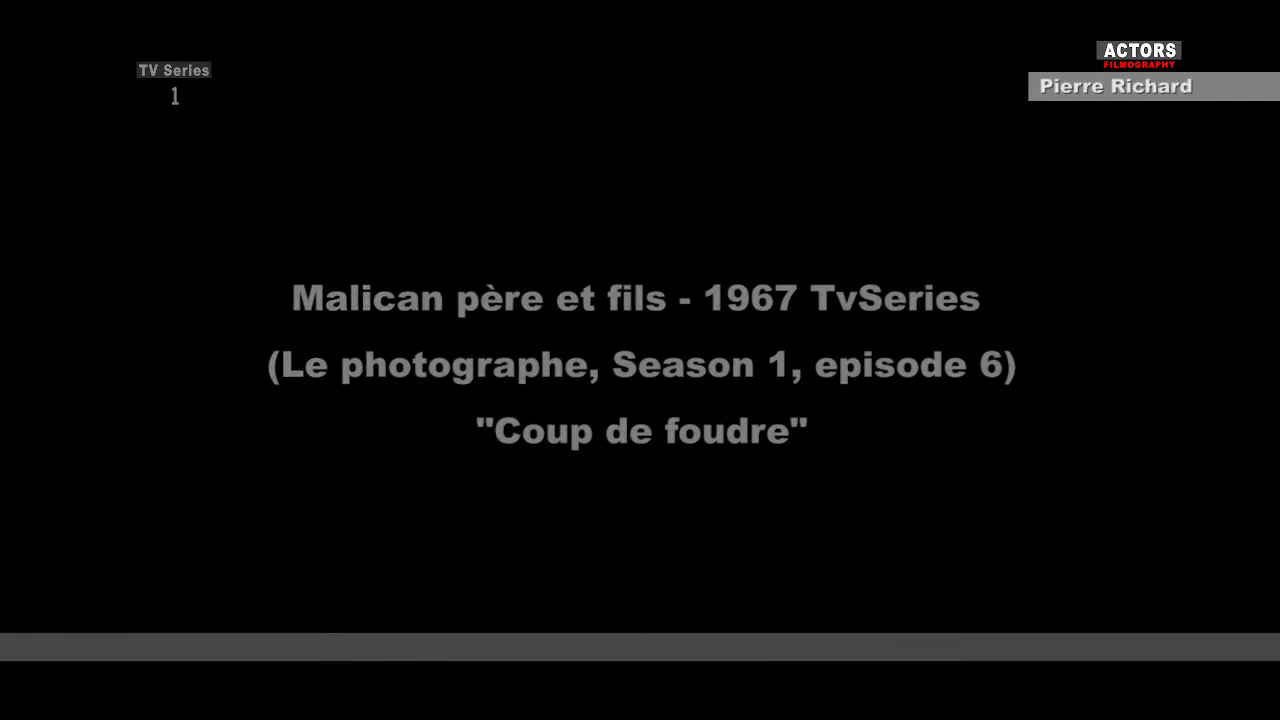 TV Series
1
ACTORS
FILMOGRAPHY
Pierre Richard
Malican père et fils - 1967 TvSeries
(Le photographe, Season 1, episode 6)
"Coup de foudre"